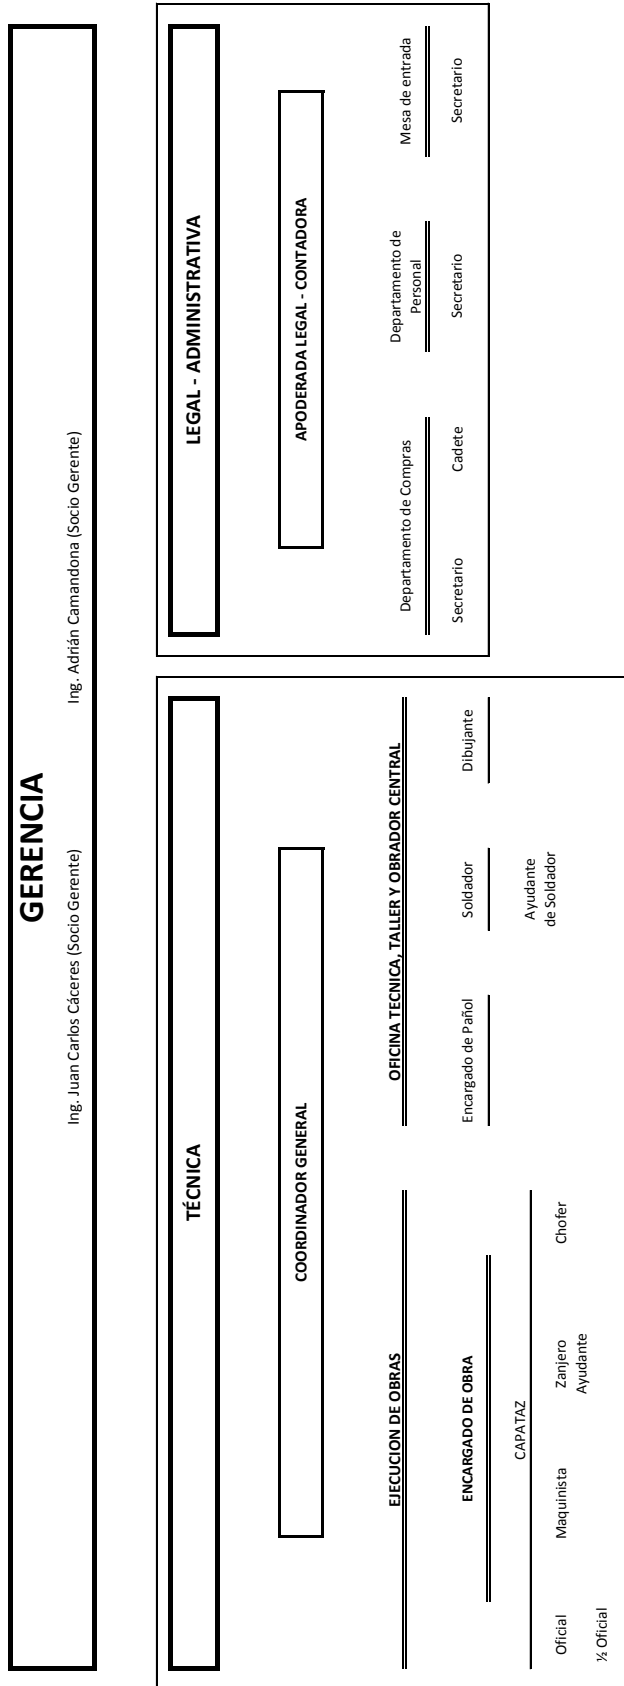 GERENCIA
Ing. Juan Carlos Cáceres (Socio Gerente)
Ing. Adrián Camandona (Socio Gerente)
TÉCNICA
COORDINADOR GENERAL
EJECUCION DE OBRAS
ENCARGADO DE OBRA
CAPATAZ
Oficial
½ Oficial
Maquinista
Zanjero
Ayudante
Chofer
OFICINA TECNICA, TALLER Y OBRADOR CENTRAL
Encargado de Pañol
Soldador
Ayudante
de Soldador
Dibujante
LEGAL - ADMINISTRATIVA
APODERADA LEGAL - CONTADORA
Departamento de Compras
Secretario
Cadete
Departamento de
Personal
Secretario
Mesa de entrada
Secretario